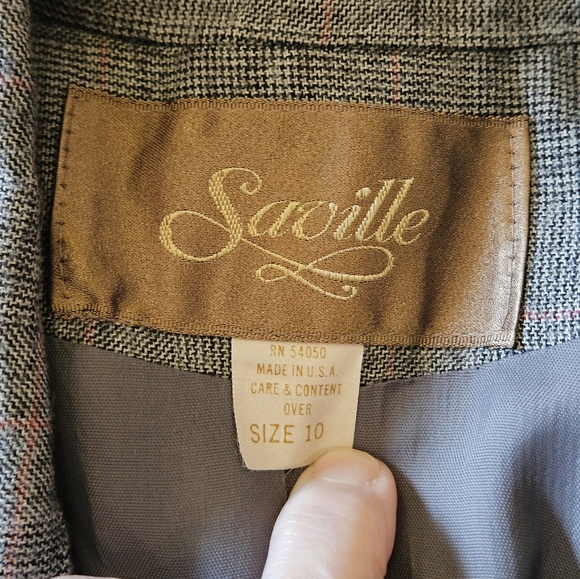 Saville
RN 54050
MADE IN U.S.A.
CARE & CONTENT
OVER
SIZE 10